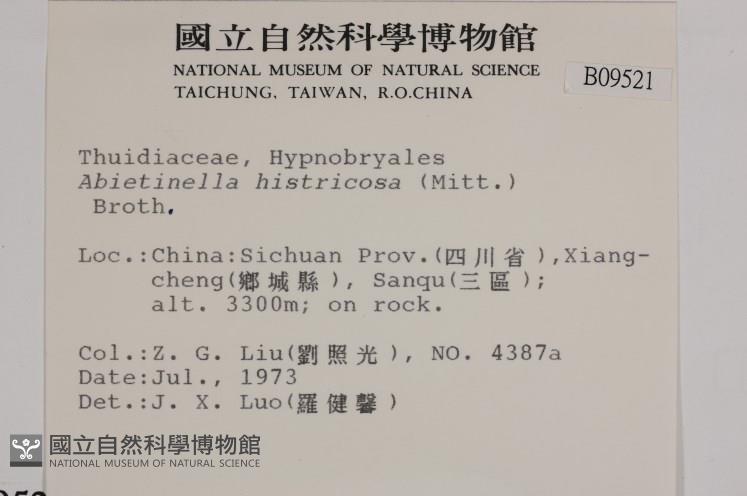 國立自然科學博物館
NATIONAL MUSEUM OF NATURAL SCIENCE
TAICHUNG, TAIWAN, R.O.CHINA
B09521
Thuidiaceae, Hypnobryales
Abietinella histricosa (Mitt.)
Broth.
Loc.:China:Sichuan Prov.(四川省),Xiang-
cheng(鄉城縣), Sanqu(三區);
alt. 3300m; on rock.
Col.:Z. G. Liu(劉照光), NO. 4387a
Date:Jul., 1973
Det.:J. X. Luo(羅健馨)
國立自然科學博物館
NATIONAL MUSEUM OF NATURAL SCIENCE